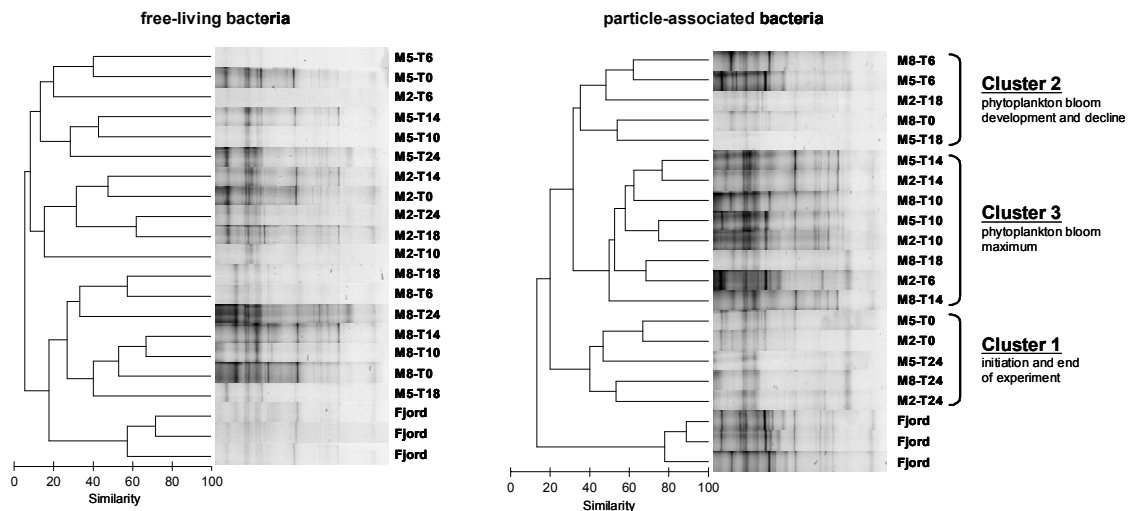 free-living bacteria
M5-T6
M5-T0
M2-T6
M5-T14
M5-T10
M5-T24
M2-T14
M2-T0
M2-T24
M2-T18
M2-T10
M8-T18
M8-T6
M8-T24
M8-T14
M8-T10
M8-T0
M5-T18
Fjord
Fjord
Fjord
0 20 40 60 80 100
Similarity
particle-associated bacteria
M8-T6
M5-T6
M2-T18
M8-T0
M5-T18
M5-T14
M2-T14
M8-T10
M5-T10
M2-T10
M8-T18
M2-T6
M8-T14
M5-T0
M2-T0
M5-T24
M8-T24
M2-T24
Fjord
Fjord
Fjord
0 20 40 60 80 100
Similarity
Cluster 2
phytoplankton bloom
development and decline
Cluster 3
phytoplankton bloom
maximum
Cluster 1
initiation and end
of experiment